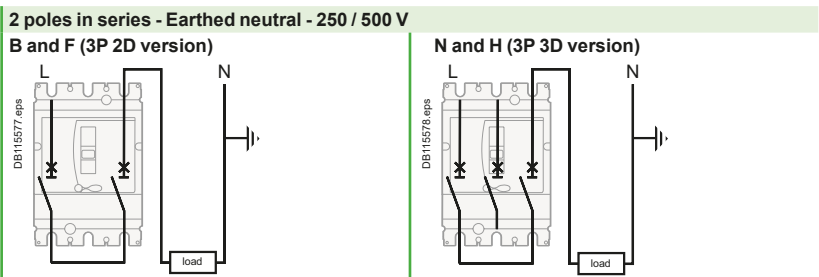 2 poles in series - Earthed neutral - 250 / 500 V
B and F (3P 2D version)
L
N
DB115577.eps
load
N and H (3P 3D version)
L
N
DB115578.eps
load